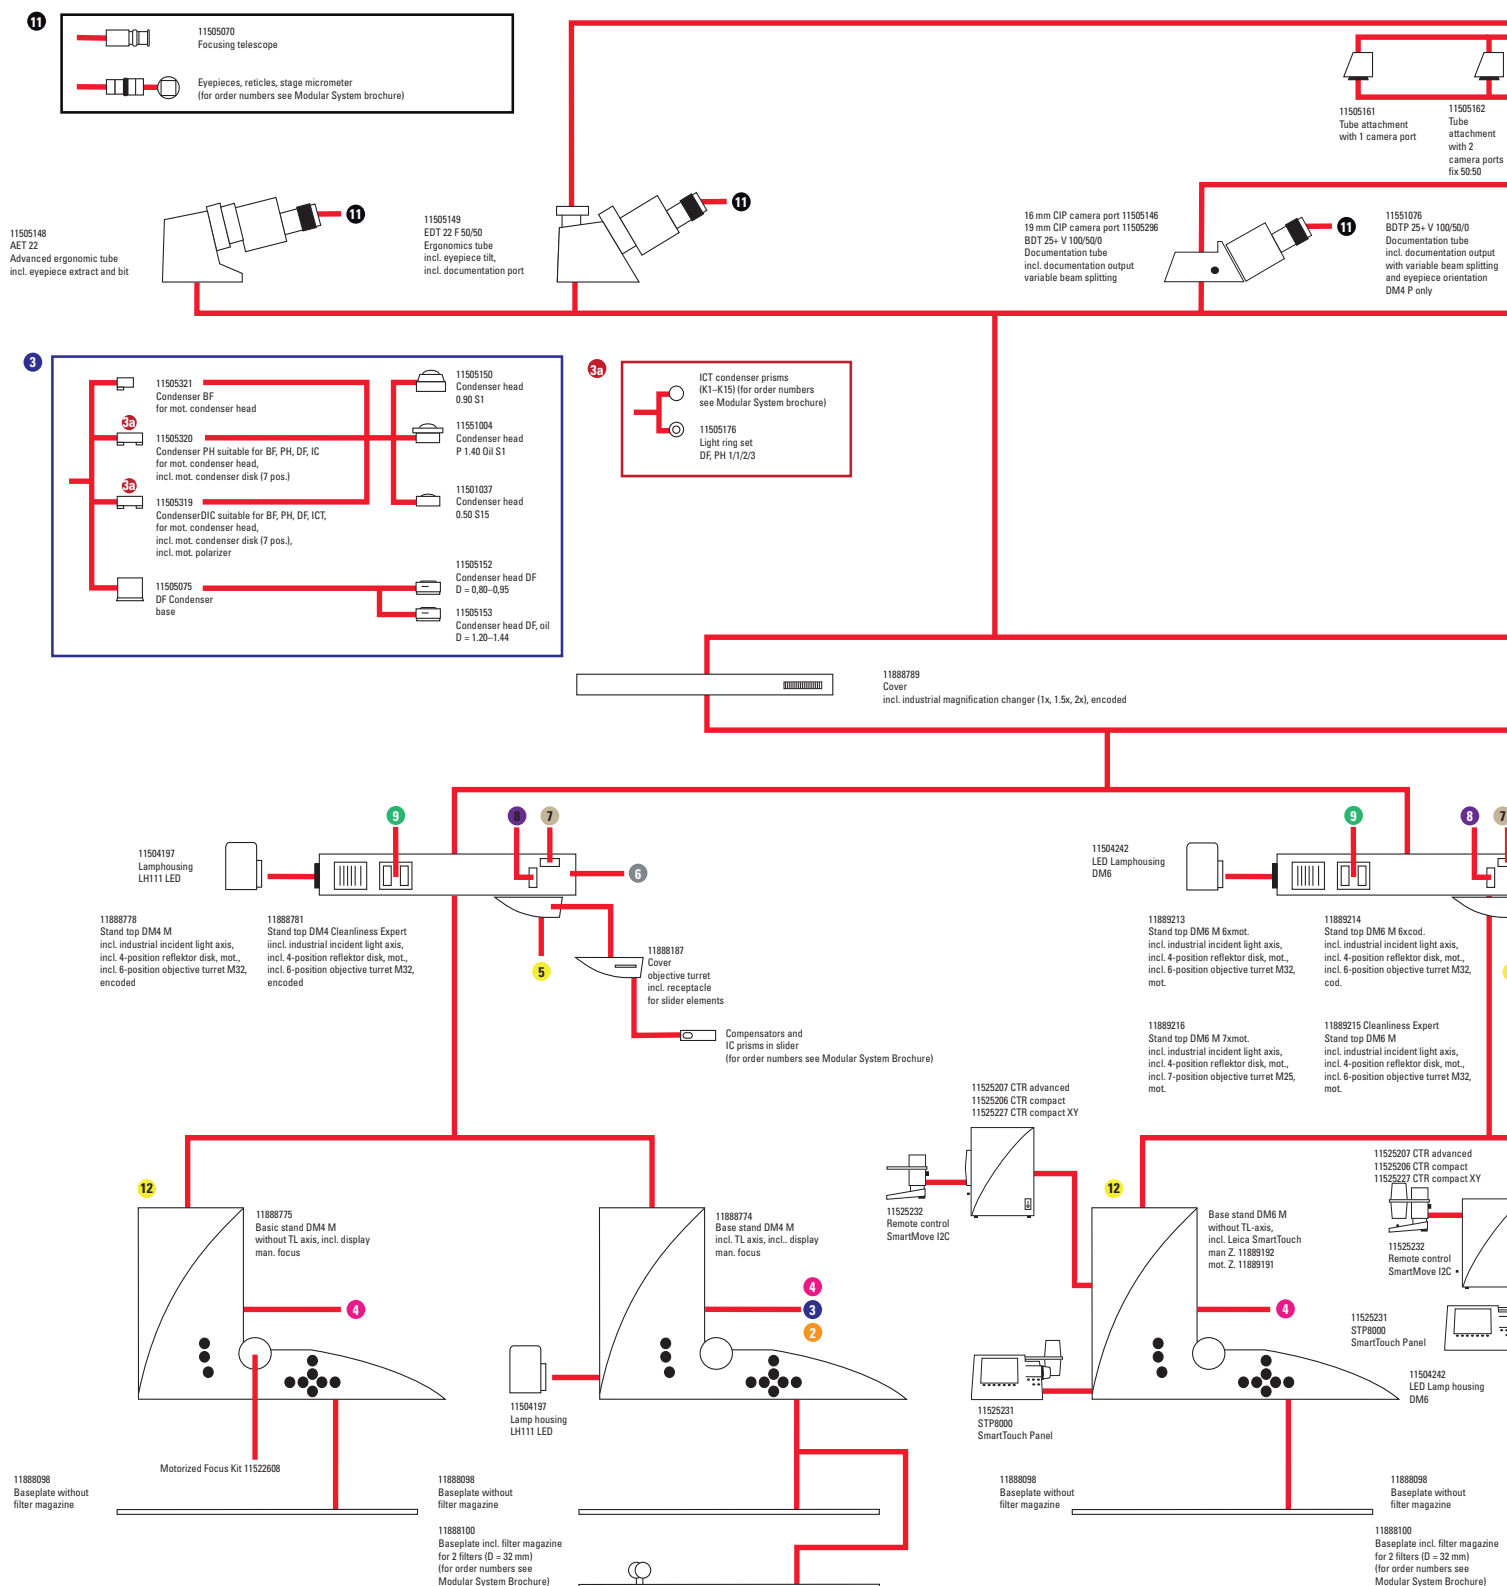 11
11505070
Focusing telescope
Eyepieces, reticles, stage micrometer
(for order numbers see Modular System brochure)
11505161
Tube attachment
with 1 camera port
11505162
Tube
attachment
with 2
camera ports
fix 50:50
11505148
AET 22
Advanced ergonomic tube
incl. eyepiece extract and bit
11
11505149
EDT 22 F 50/50
Ergonomics tube
incl. eyepiece tilt,
incl. documentation port
11
16 mm CIP camera port 11505146
19 mm CIP camera port 11505296
BDT 25+ V 100/50/0
Documentation tube
incl. documentation output
variable beam splitting
11
11551076
BDTP 25+ V 100/50/0
Documentation tube
incl. documentation output
with variable beam splitting
and eyepiece orientation
DM4 P only
3
11505321
Condenser BF
for mot. condenser head
3a
11505320
Condenser PH suitable for BF, PH, DF, IC
for mot. condenser head,
incl. mot. condenser disk (7 pos.)
3a
11505319
CondenserDIC suitable for BF, PH, DF, ICT,
for mot. condenser head,
incl. mot. condenser disk (7 pos.),
incl. mot. polarizer
11505075
DF Condenser
base
11505150
Condenser head
0.90 S1
11551004
Condenser head
P 1.40 Oil S1
11501037
Condenser head
0.50 S15
11505152
Condenser head DF
D = 0,80–0,95
11505153
Condenser head DF, oil
D = 1.20–1.44
3a
ICT condenser prisms
(K1–K15) (for order numbers
see Modular System brochure)
11505176
Light ring set
DF, PH 1/1/2/3
11888789
Cover
incl. industrial magnification changer (1x, 1.5x, 2x), encoded
9
8
7
6
5
11504197
Lamphousing
LH111 LED
11888778
Stand top DM4 M
incl. industrial incident light axis,
incl. 4-position reflektor disk, mot.,
incl. 6-position objective turret M32,
encoded
11888781
Stand top DM4 Cleanliness Expert
iincl. industrial incident light axis,
incl. 4-position reflektor disk, mot.,
incl. 6-position objective turret M32,
encoded
11888187
Cover
objective turret
incl. receptacle
for slider elements
Compensators and
IC prisms in slider
(for order numbers see Modular System Brochure)
9
8
7
11504242
LED Lamphousing
DM6
11889213
Stand top DM6 M 6xmot.
incl. industrial incident light axis,
incl. 4-position reflektor disk, mot.,
incl. 6-position objective turret M32,
mot.
11889214
Stand top DM6 M 6xcod.
incl. industrial incident light axis,
incl. 4-position reflektor disk, mot.,
incl. 6-position objective turret M32,
cod.
11889216
Stand top DM6 M 7xmot.
incl. industrial incident light axis,
incl. 4-position reflektor disk, mot.,
incl. 7-position objective turret M25,
mot.
11889215 Cleanliness Expert
Stand top DM6 M
incl. industrial incident light axis,
incl. 4-position reflektor disk, mot.,
incl. 6-position objective turret M32,
mot.
12
11888775
Basic stand DM4 M
without TL axis, incl. display
man. focus
4
Motorized Focus Kit 11522608
11888098
Baseplate without
filter magazine
11888774
Base stand DM4 M
incl. TL axis, incl.. display
man. focus
4
3
2
11504197
Lamp housing
LH111 LED
11888098
Baseplate without
filter magazine
11888100
Baseplate incl. filter magazine
for 2 filters (D = 32 mm)
(for order numbers see
Modular System Brochure)
11525207 CTR advanced
11525206 CTR compact
11525227 CTR compact XY
11525232
Remote control
SmartMove I2C
12
Base stand DM6 M
without TL-axis,
incl. Leica SmartTouch
man Z. 11889192
mot. Z. 11889191
4
11525231
STP8000
SmartTouch Panel
11888098
Baseplate without
filter magazine
11525207 CTR advanced
11525206 CTR compact
11525227 CTR compact XY
11525232
Remote control
SmartMove I2C
11525231
STP8000
SmartTouch Panel
11504242
LED Lamp housing
DM6
11888098
Baseplate without
filter magazine
11888100
Baseplate incl. filter magazine
for 2 filters (D = 32 mm)
(for order numbers see
Modular System Brochure)